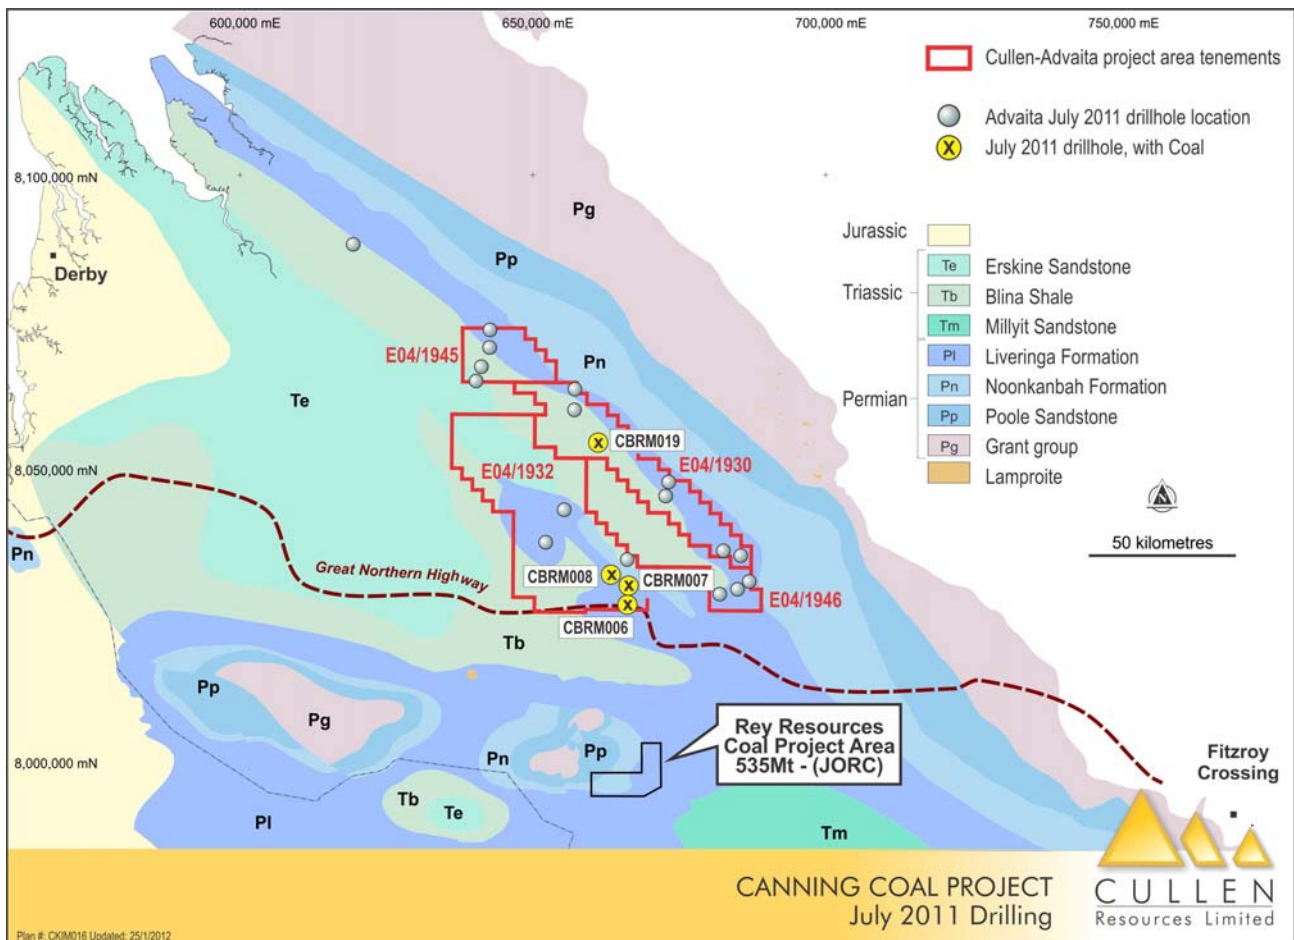 600,000 mE
650,000 mE
700,000 mE
750,000 mE
Cullen-Advaita project area tenements
Advaita July 2011 drillhole location
X July 2011 drillhole, with Coal
8,100,000 mN
Pg
Jurassic
Pp
Derby
Te Erskine Sandstone
Triassic
Tb Blina Shale
Tm Millyit Sandstone
E04/1945
Pl Liveringa Formation
Pn
Pn Noonkanbah Formation
Permian
Te
Pp Poole Sandstone
X CBRM019
Pg Grant group
8,050,000 mN
E04/1932
E04/1930
Lamproite
N
50 kilometres
Pn
Great Northern Highway
CBRM008 X
X CBRM007
X
CBRM006
E04/1946
Tb
Pp
Pg
Rey Resources
Coal Project Area
535Mt - (JORC)
Pn
Pp
8,000,000 mN
Fitzroy
Crossing
Tb
Te
Pl
Tm
CANNING COAL PROJECT
July 2011 Drilling
CULLEN
Resources Limited
Plan #: CKIM016 Updated: 25/1/2012